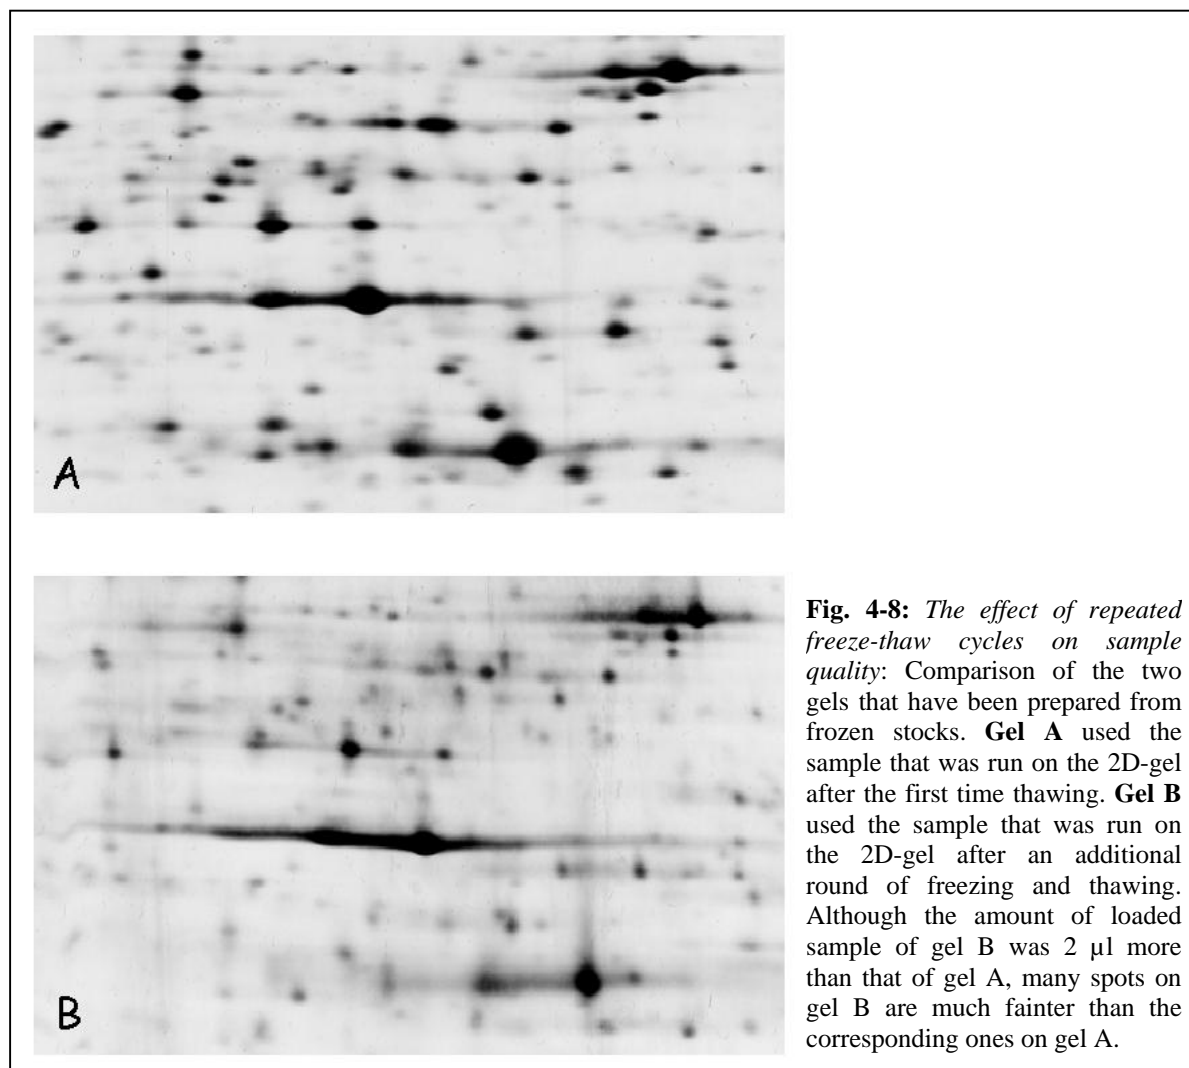 A
B
Fig. 4-8: The effect of repeated
freeze-thaw cycles on sample
quality: Comparison of the two
gels that have been prepared from
frozen stocks. Gel A used the
sample that was run on the 2D-gel
after the first time thawing. Gel B
used the sample that was run on
the 2D-gel after an additional
round of freezing and thawing.
Although the amount of loaded
sample of gel B was 2 µl more
than that of gel A, many spots on
gel B are much fainter than the
corresponding ones on gel A.